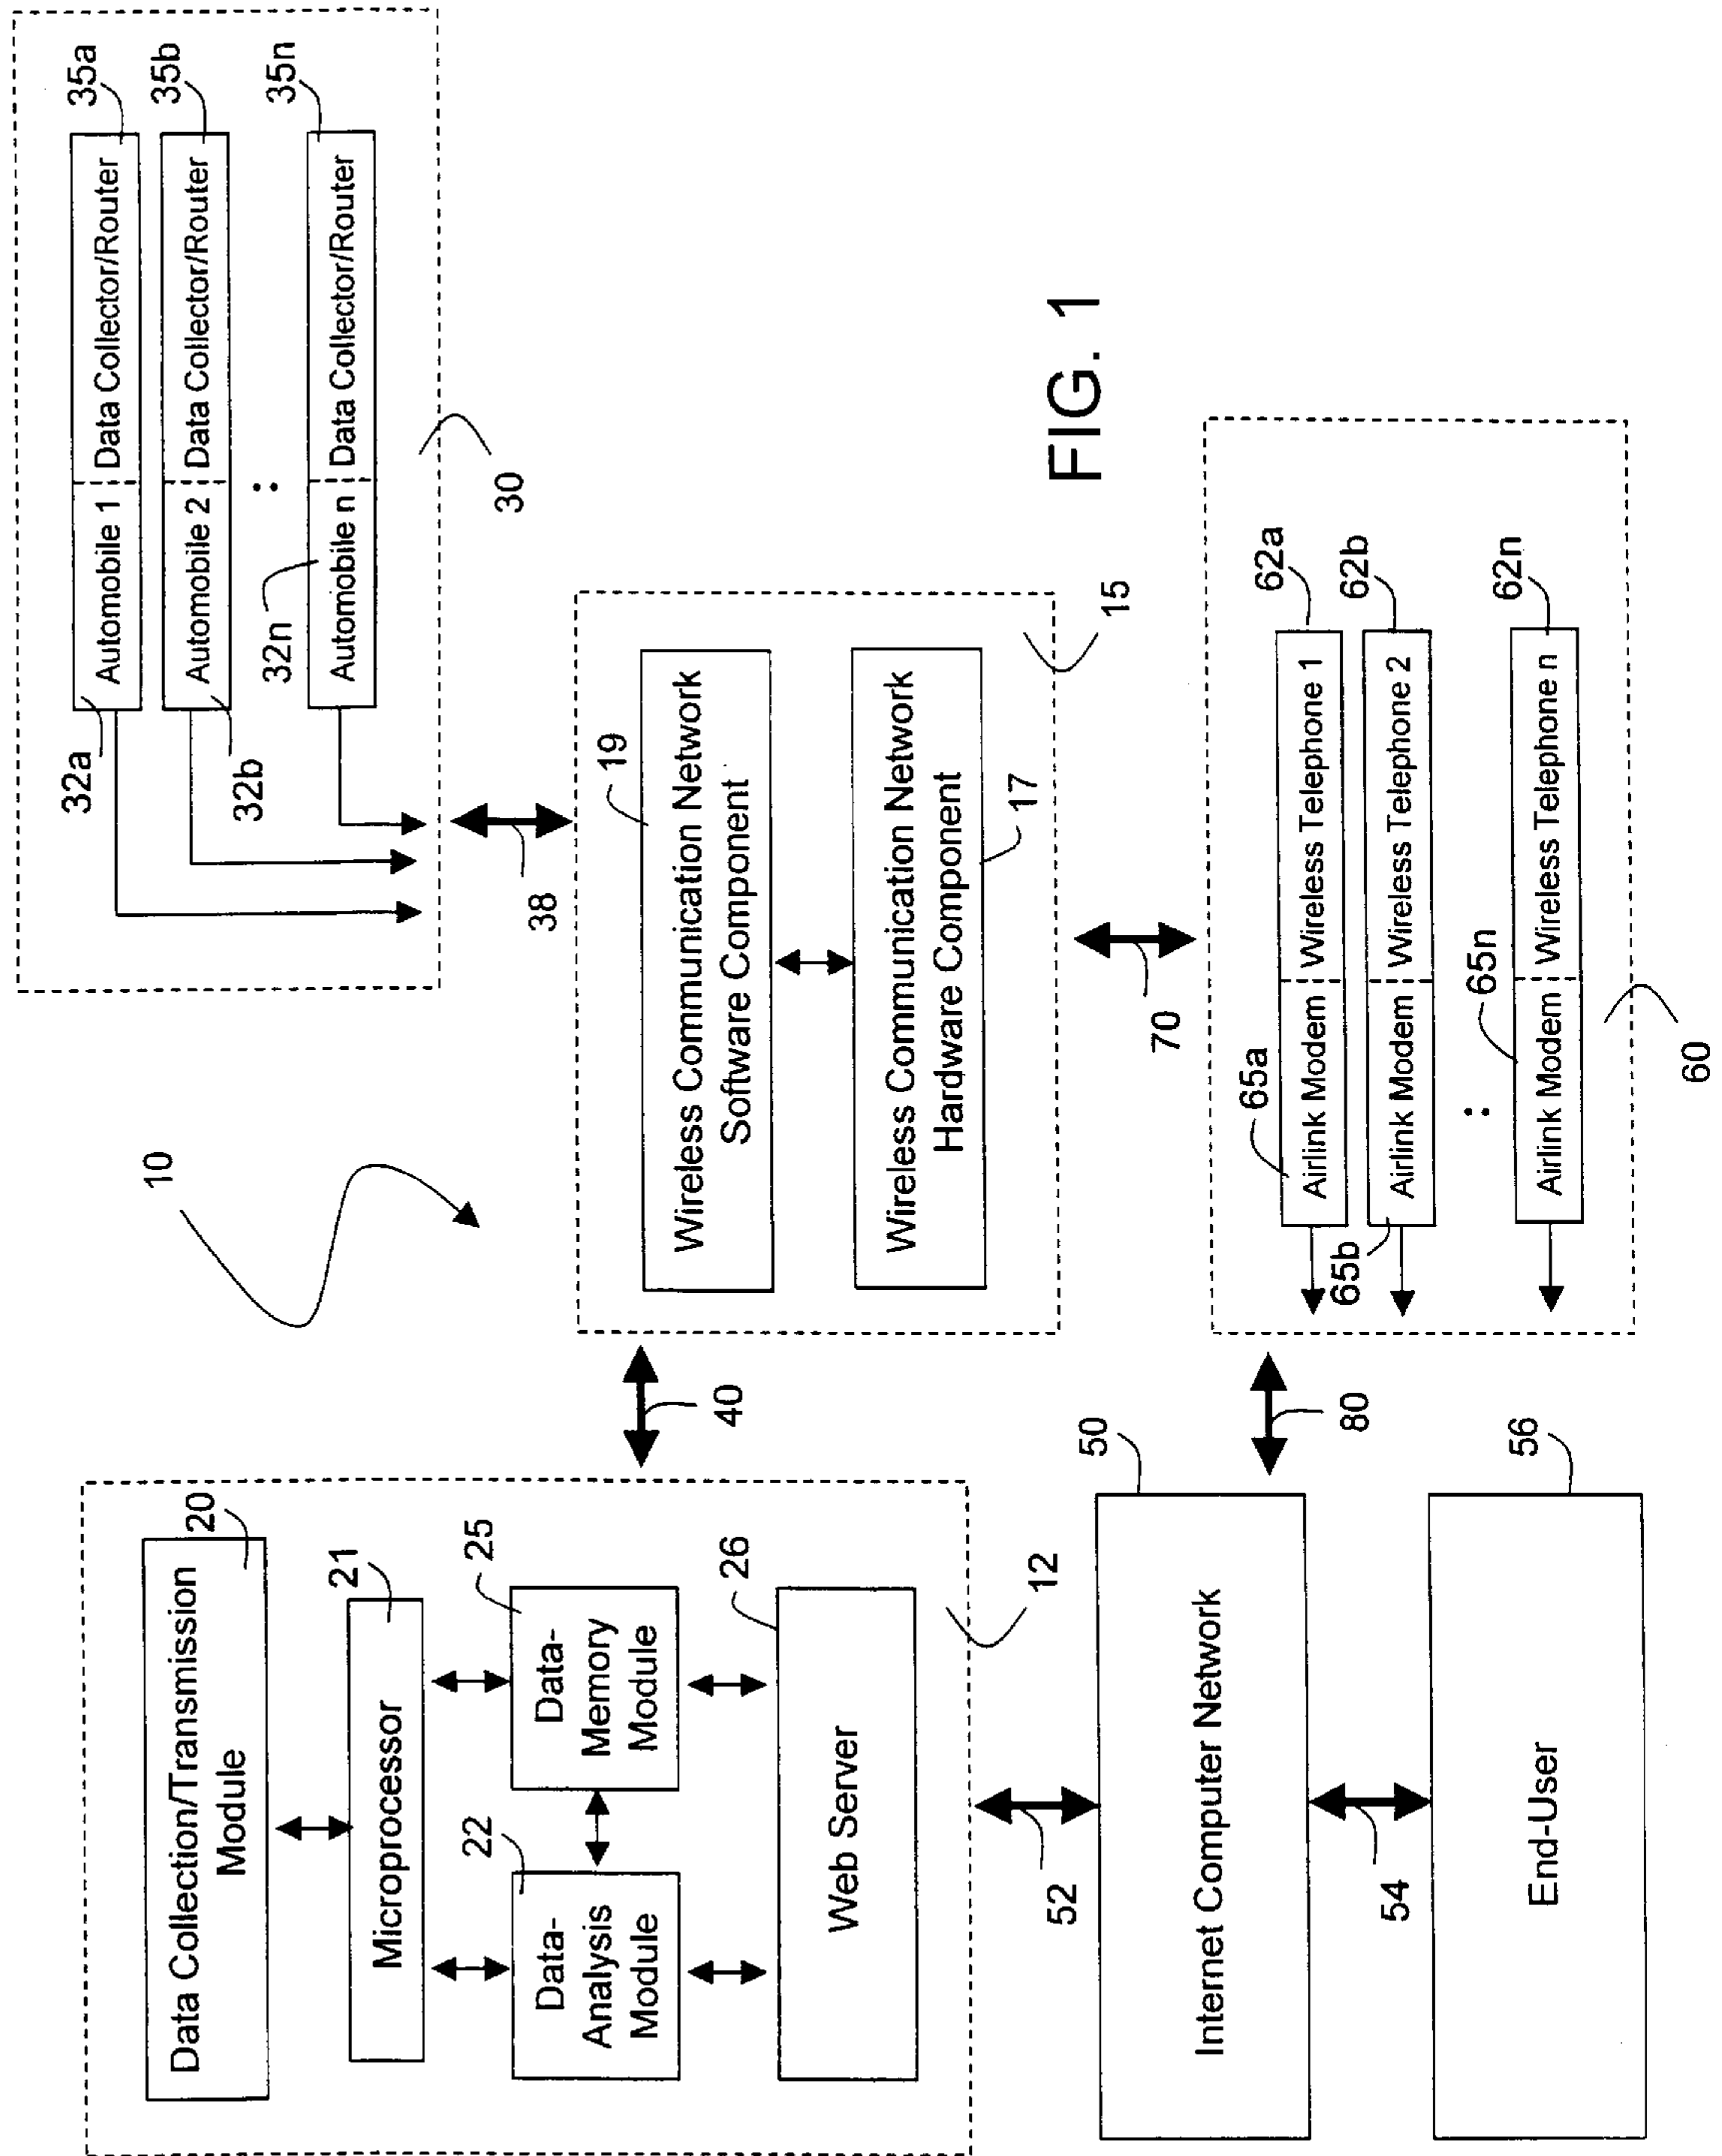 Data Collection/Transmission
Module
20
Microprocessor
21
22
Data-
Analysis
Module
25
Data-
Memory
Module
26
Web Server
12
52
40
10
50
Internet Computer Network
54
56
End-User
80
32a
Automobile 1
Data Collector/Router
35a
Automobile 2
Data Collector/Router
35b
32b
:
32n
Automobile n
Data Collector/Router
35n
30
38
19
Wireless Communication Network
Software Component
Wireless Communication Network
Hardware Component
17
15
70
FIG. 1
65a
Airlink Modem
Wireless Telephone 1
62a
65b
Airlink Modem
Wireless Telephone 2
62b
:
65n
Airlink Modem
Wireless Telephone n
62n
60